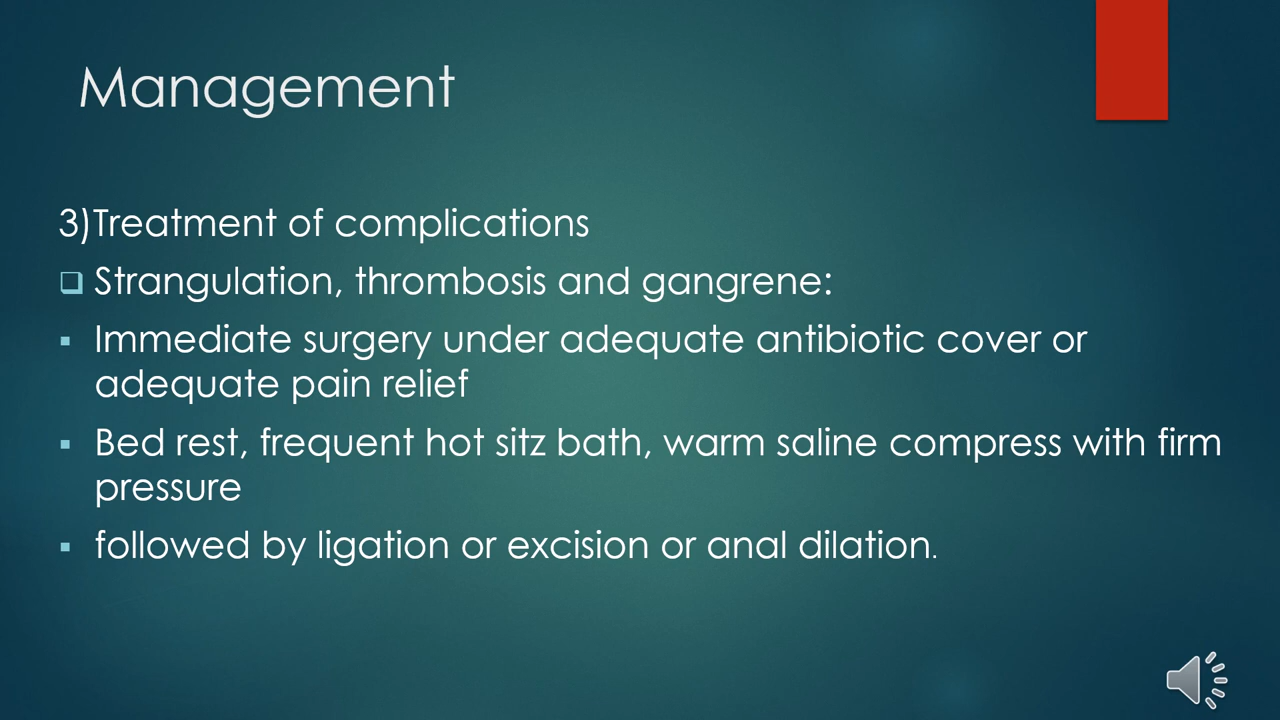 Management
3)Treatment of complications
❑ Strangulation, thrombosis and gangrene:
▪ Immediate surgery under adequate antibiotic cover or
adequate pain relief
▪ Bed rest, frequent hot sitz bath, warm saline compress with firm
pressure
▪ followed by ligation or excision or anal dilation.